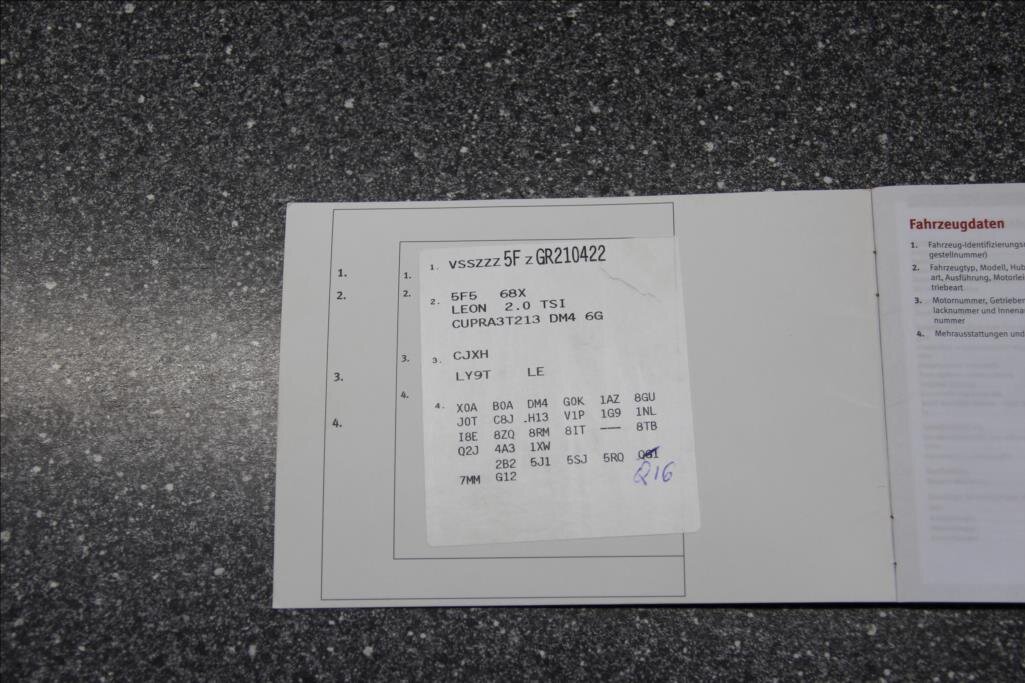 1.
2.
3.
4.
1.
2.
3.
4.
1. VSSZZZ 5F Z GR210422
2. 5F5 68X
LEON 2.0 TSI
CUPRA3T213 DM4 6G
3. CJXH
LY9T LE
4. X0A B0A DM4 G0K 1AZ 8GU
J0T C8J .H13 V1P 1G9 1NL
I8E 8ZQ 8RM 8IT --- 8TB
Q2J 4A3 1XW
2B2 5J1 5SJ 5RQ
7MM G12 Q16
Fahrzeugdaten
1. Fahrzeug-Identifizierungs
gestellnummer)
2. Fahrzeugtyp, Modell, Hub
art, Ausführung, Motorlei
triebeart
3. Motornummer, Getriebe
lacknummer und Innena
nummer
4. Mehrausstattungen und